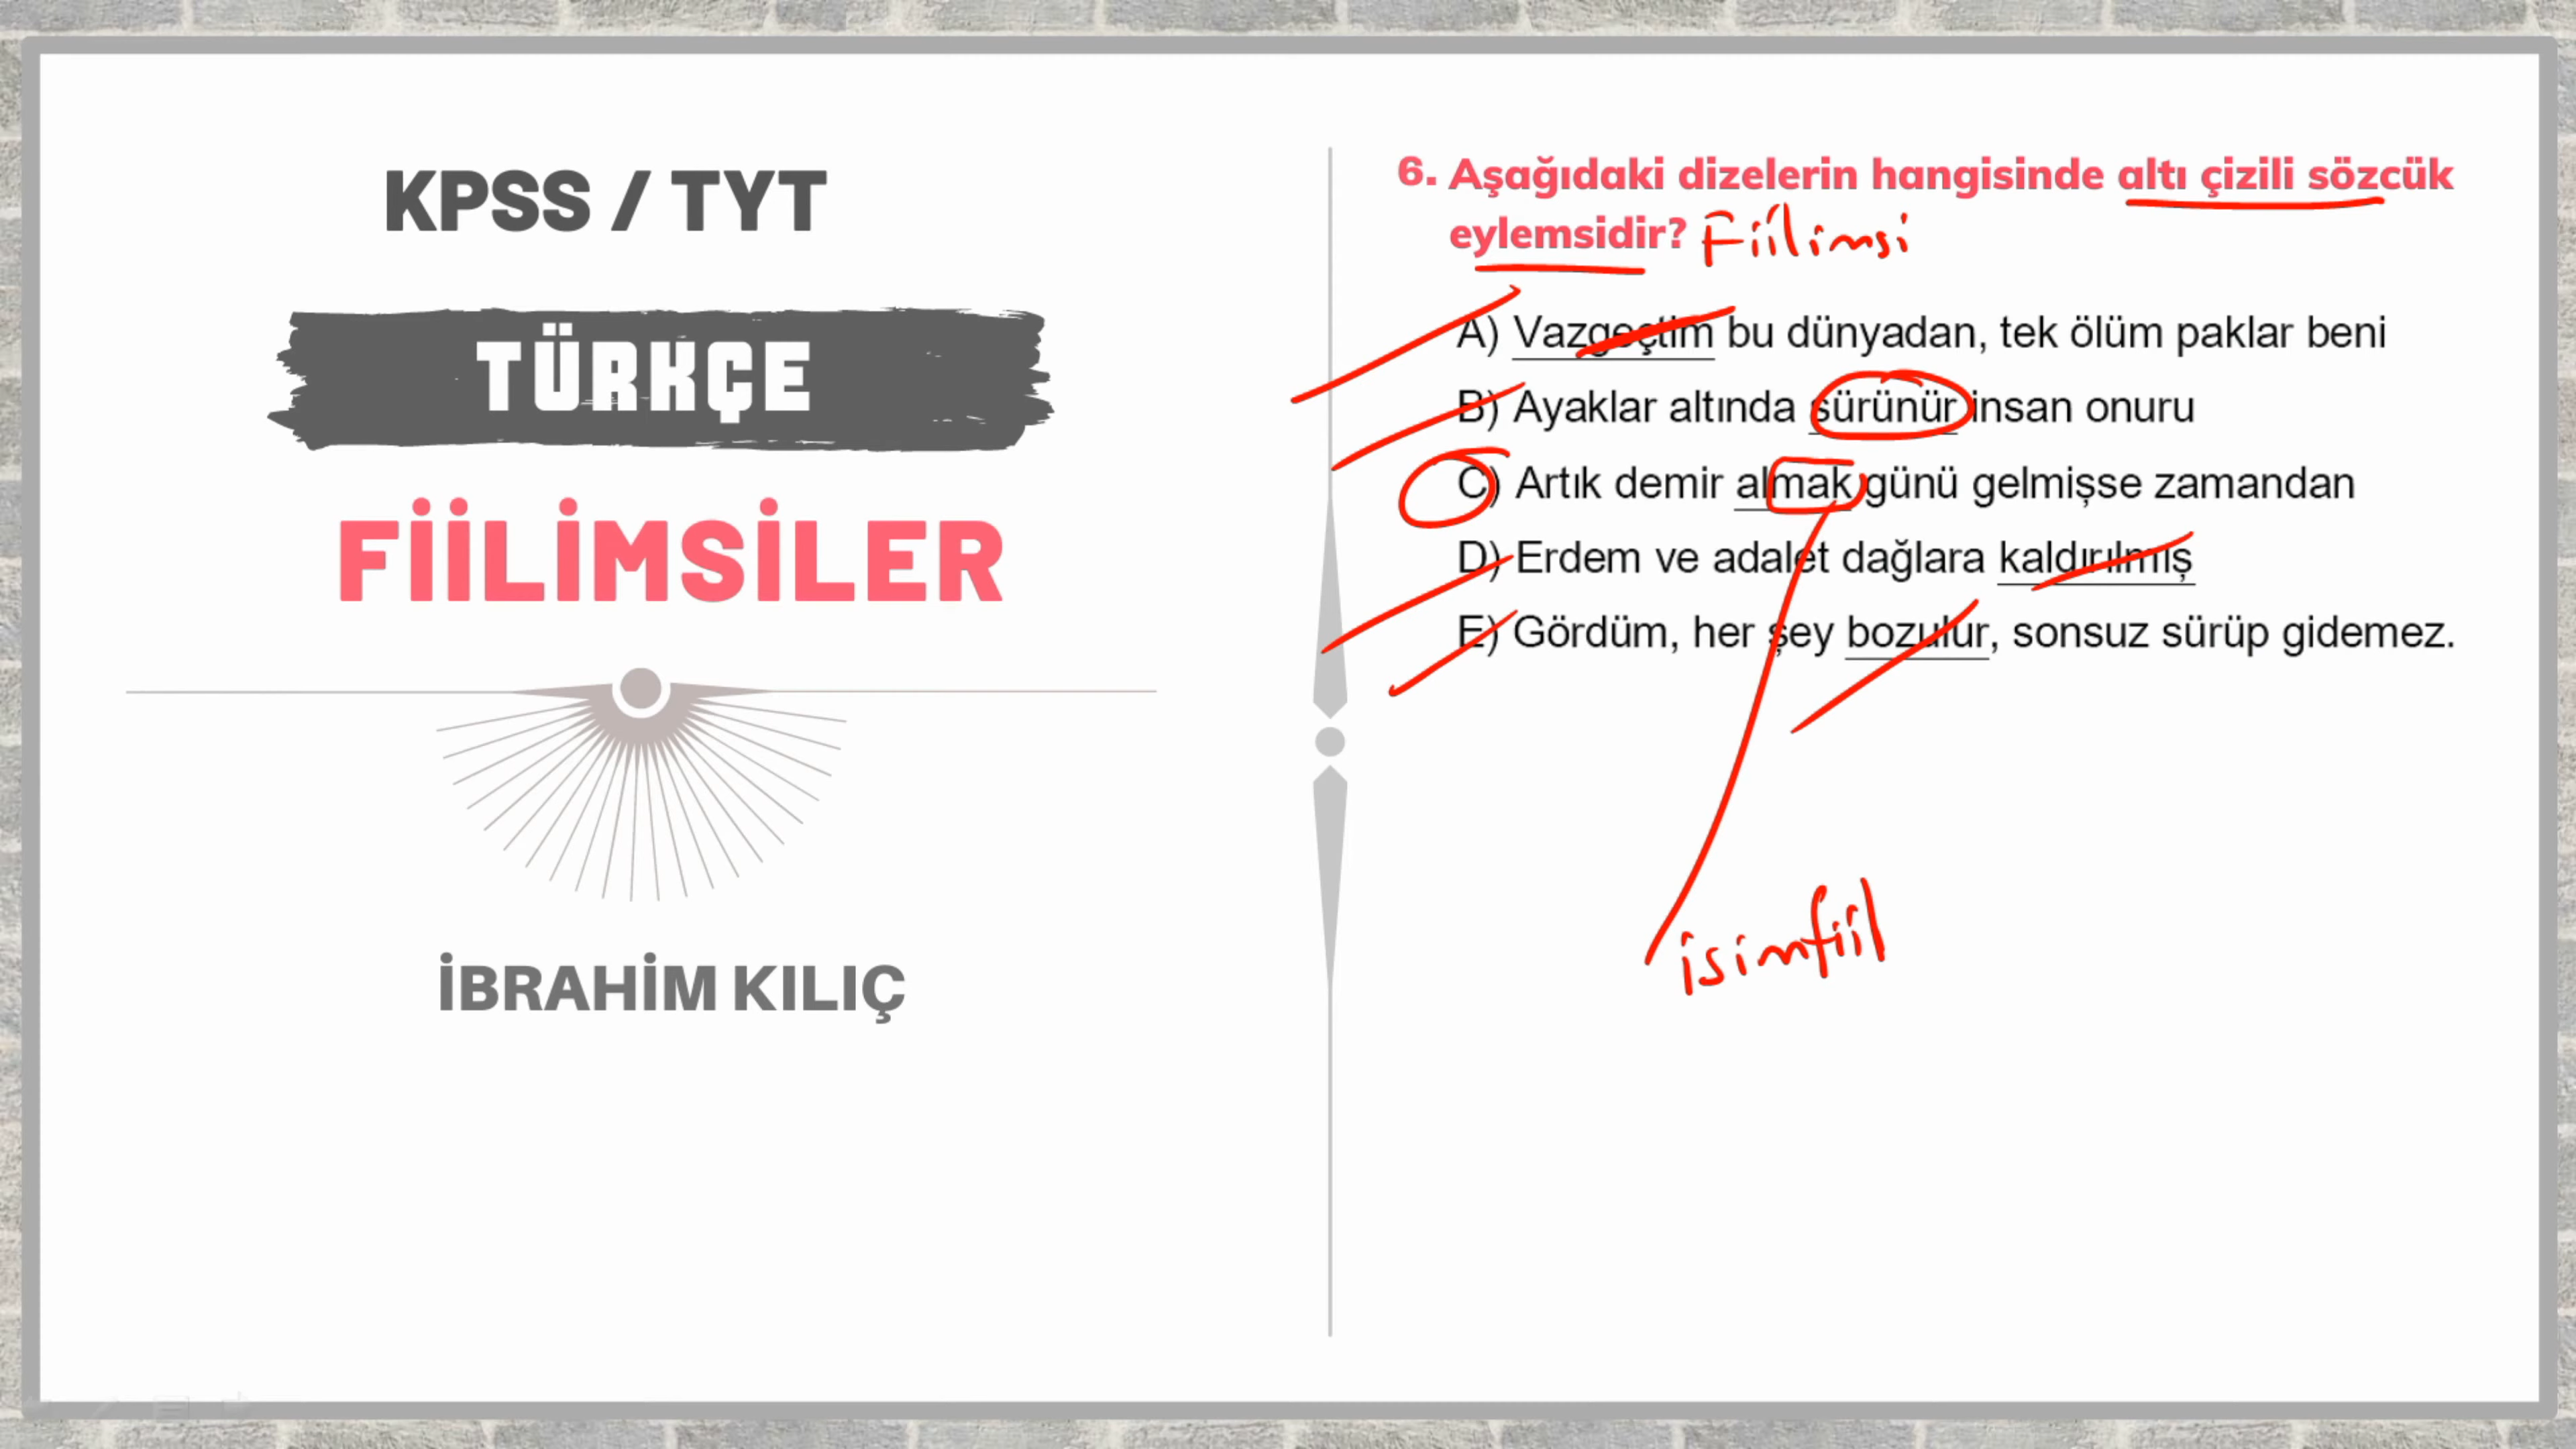 KPSS / TYT
TÜRKÇE
FİİLİMSİLER
İBRAHİM KILIÇ
6. Aşağıdaki dizelerin hangisinde altı çizili sözcük
eylemsidir? Fiilimsi
A) Vazgeçtim bu dünyadan, tek ölüm paklar beni
B) Ayaklar altında sürünür insan onuru
C) Artık demir almak günü gelmişse zamandan
D) Erdem ve adalet dağlara kaldırılmış
E) Gördüm, her şey bozulur, sonsuz sürüp gidemez.
isimfiil